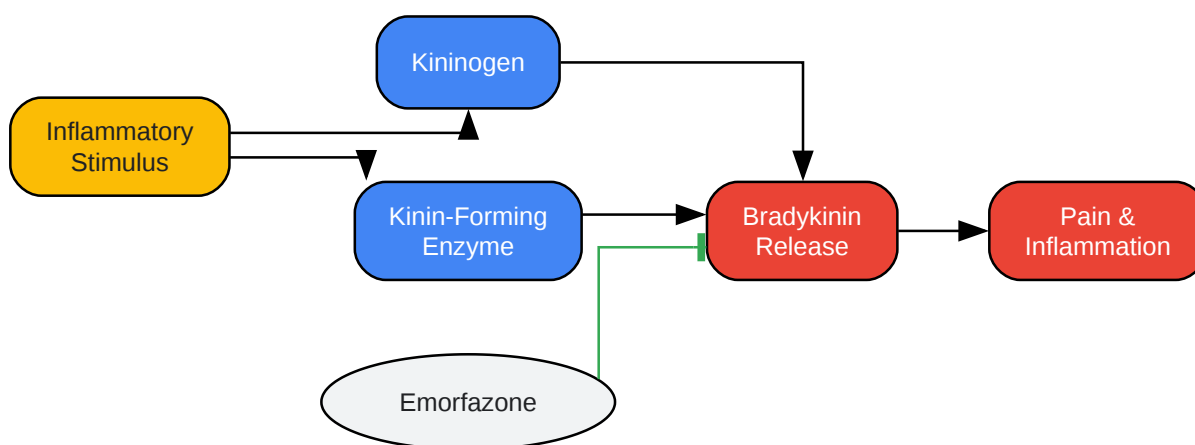 Kininogen
Inflammatory
Stimulus
Kinin-Forming
Enzyme
Bradykinin
Release
Pain &
Inflammation
Emorfazone